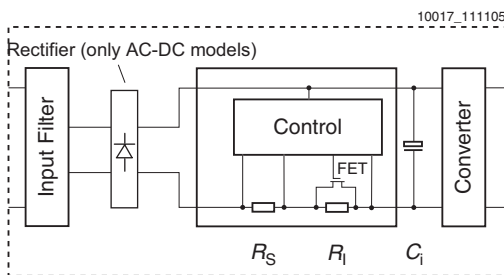 10017_111105
Rectifier (only AC-DC models)
Input Filter
Control
FET
Converter
RS
RI
Ci